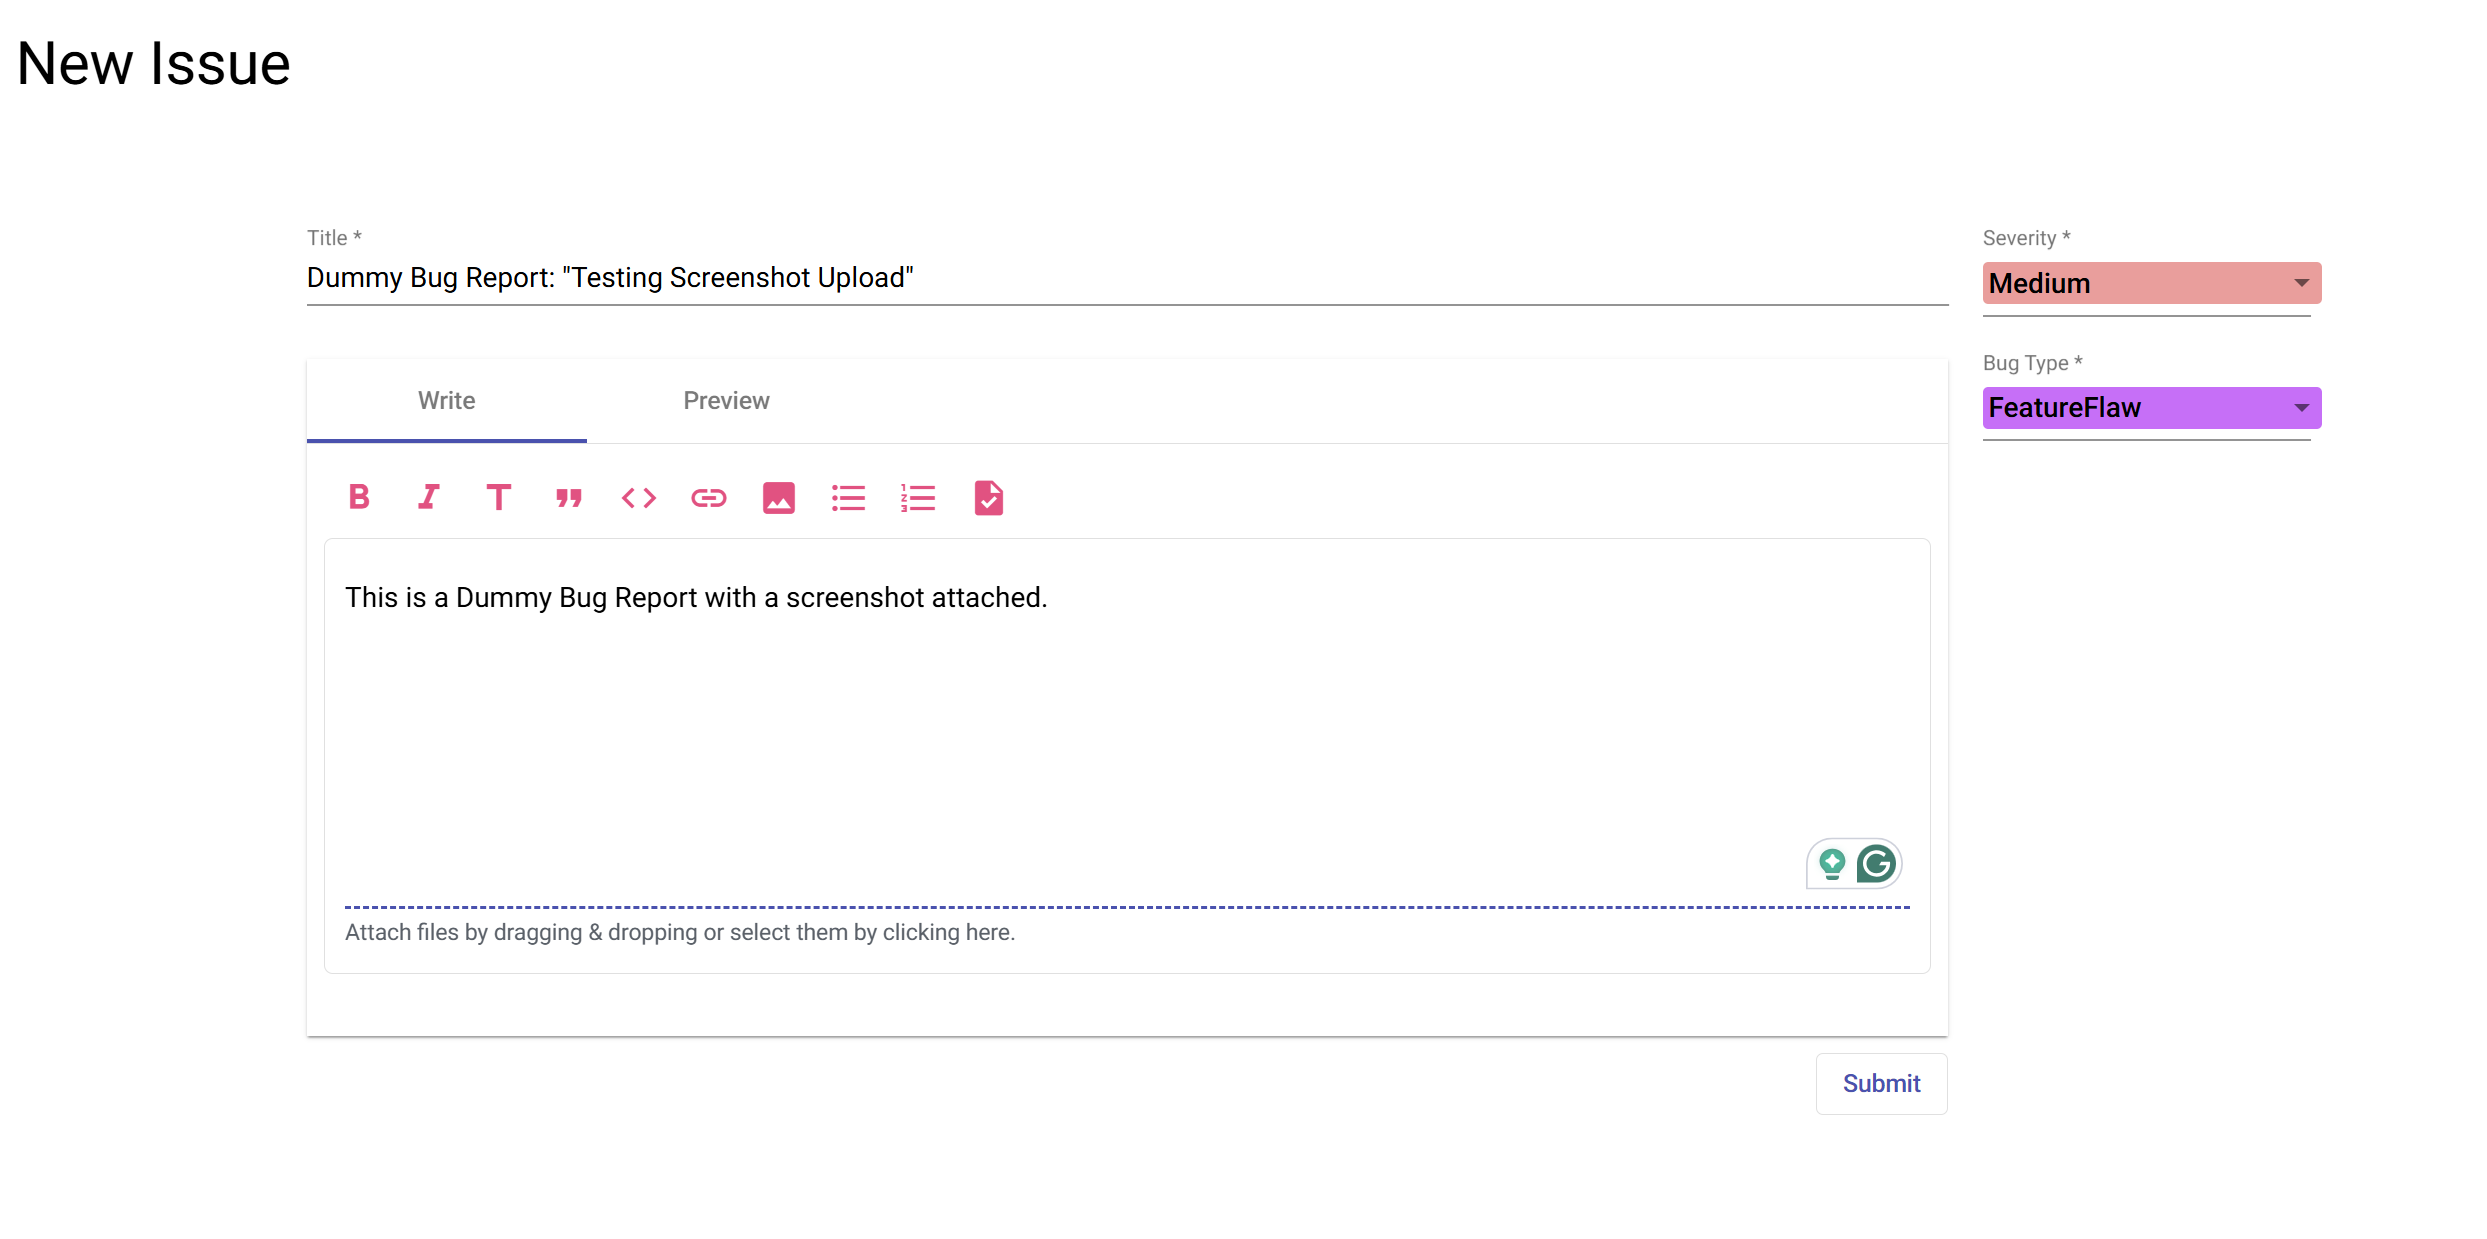 New Issue
Title *
Dummy Bug Report: "Testing Screenshot Upload"
Severity *
Medium
Bug Type *
FeatureFlaw
Write Preview
This is a Dummy Bug Report with a screenshot attached.
Attach files by dragging & dropping or select them by clicking here.
Submit